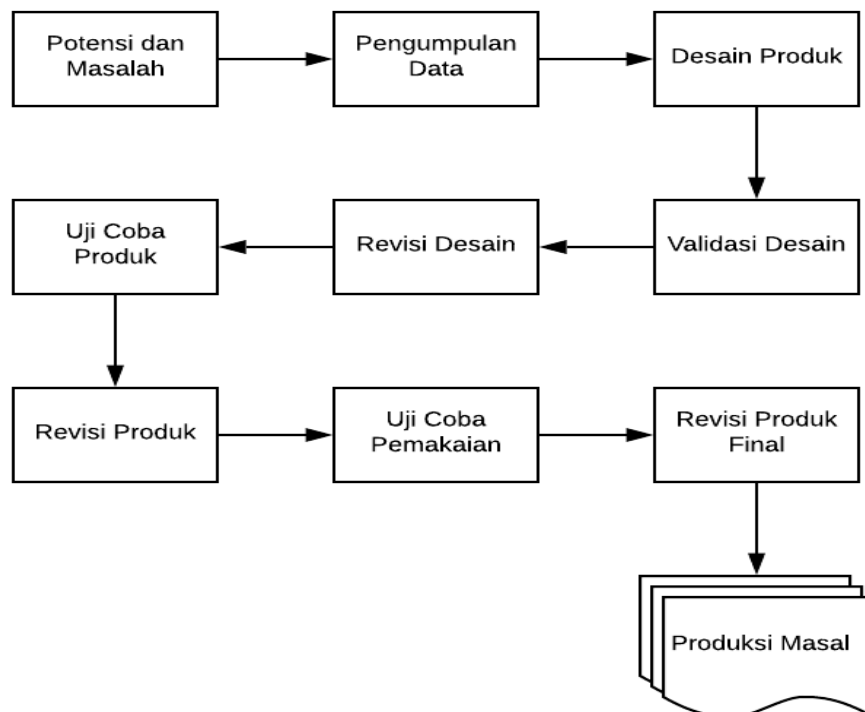 Potensi dan
Masalah
Pengumpulan
Data
Desain Produk
Validasi Desain
Revisi Desain
Uji Coba
Produk
Revisi Produk
Uji Coba
Pemakaian
Revisi Produk
Final
Produksi Masal